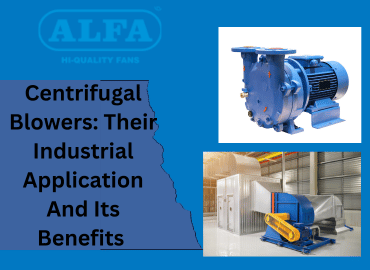 ALFA
HI-QUALITY FANS
Centrifugal
Blowers: Their
Industrial
Application
And Its
Benefits